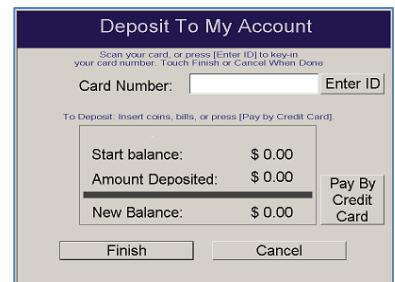 Deposit To My Account
Scan your card, or press [Enter ID] to key-in
your card number. Touch Finish or Cancel When Done
Card Number: Enter ID
To Deposit: Insert coins, bills, or press [Pay by Credit Card].
Start balance: $ 0.00
Amount Deposited: $ 0.00
New Balance: $ 0.00
Pay By
Credit
Card
Finish Cancel